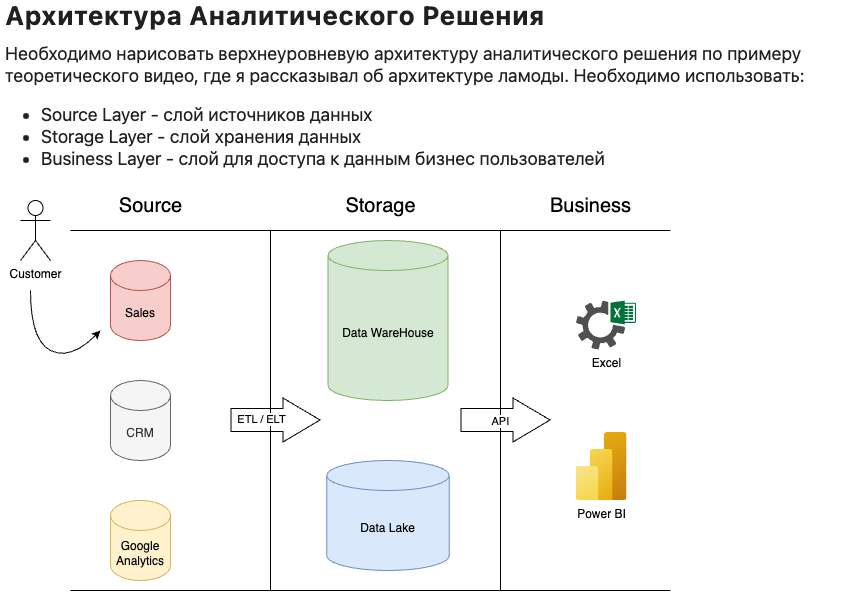 Архитектура Аналитического Решения
Необходимо нарисовать верхнеуровневую архитектуру аналитического решения по примеру
теоретического видео, где я рассказывал об архитектуре ламоды. Необходимо использовать:
• Source Layer - слой источников данных
• Storage Layer - слой хранения данных
• Business Layer - слой для доступа к данным бизнес пользователей
Source
Storage
Business
Customer
Sales
CRM
Google
Analytics
ETL / ELT
Data WareHouse
Data Lake
API
X
Excel
Power BI